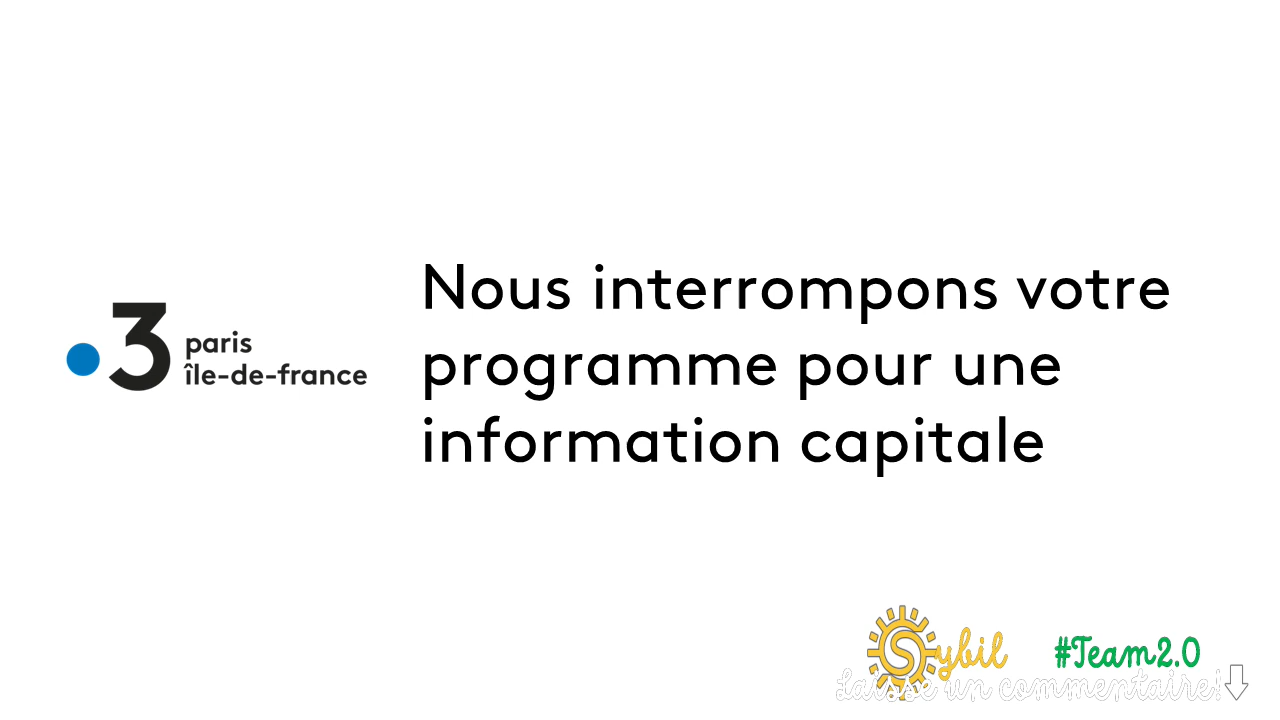 Nous interrompons votre
programme pour une
information capitale
3 paris
île-de-france
Sybil #Team2.0
Laisse un commentaire!